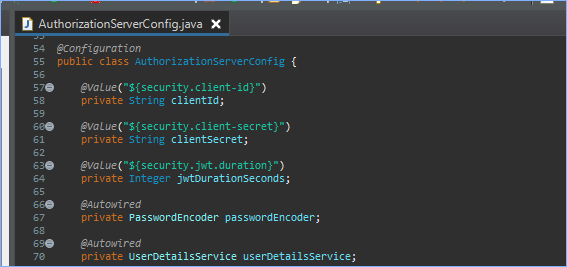 AuthorizationServerConfig.java
54 @Configuration
55 public class AuthorizationServerConfig {
56
57 @Value("${security.client-id}")
58 private String clientId;
59
60 @Value("${security.client-secret}")
61 private String clientSecret;
62
63 @Value("${security.jwt.duration}")
64 private Integer jwtDurationSeconds;
65
66 @Autowired
67 private PasswordEncoder passwordEncoder;
68
69 @Autowired
70 private UserDetailsService userDetailsService;